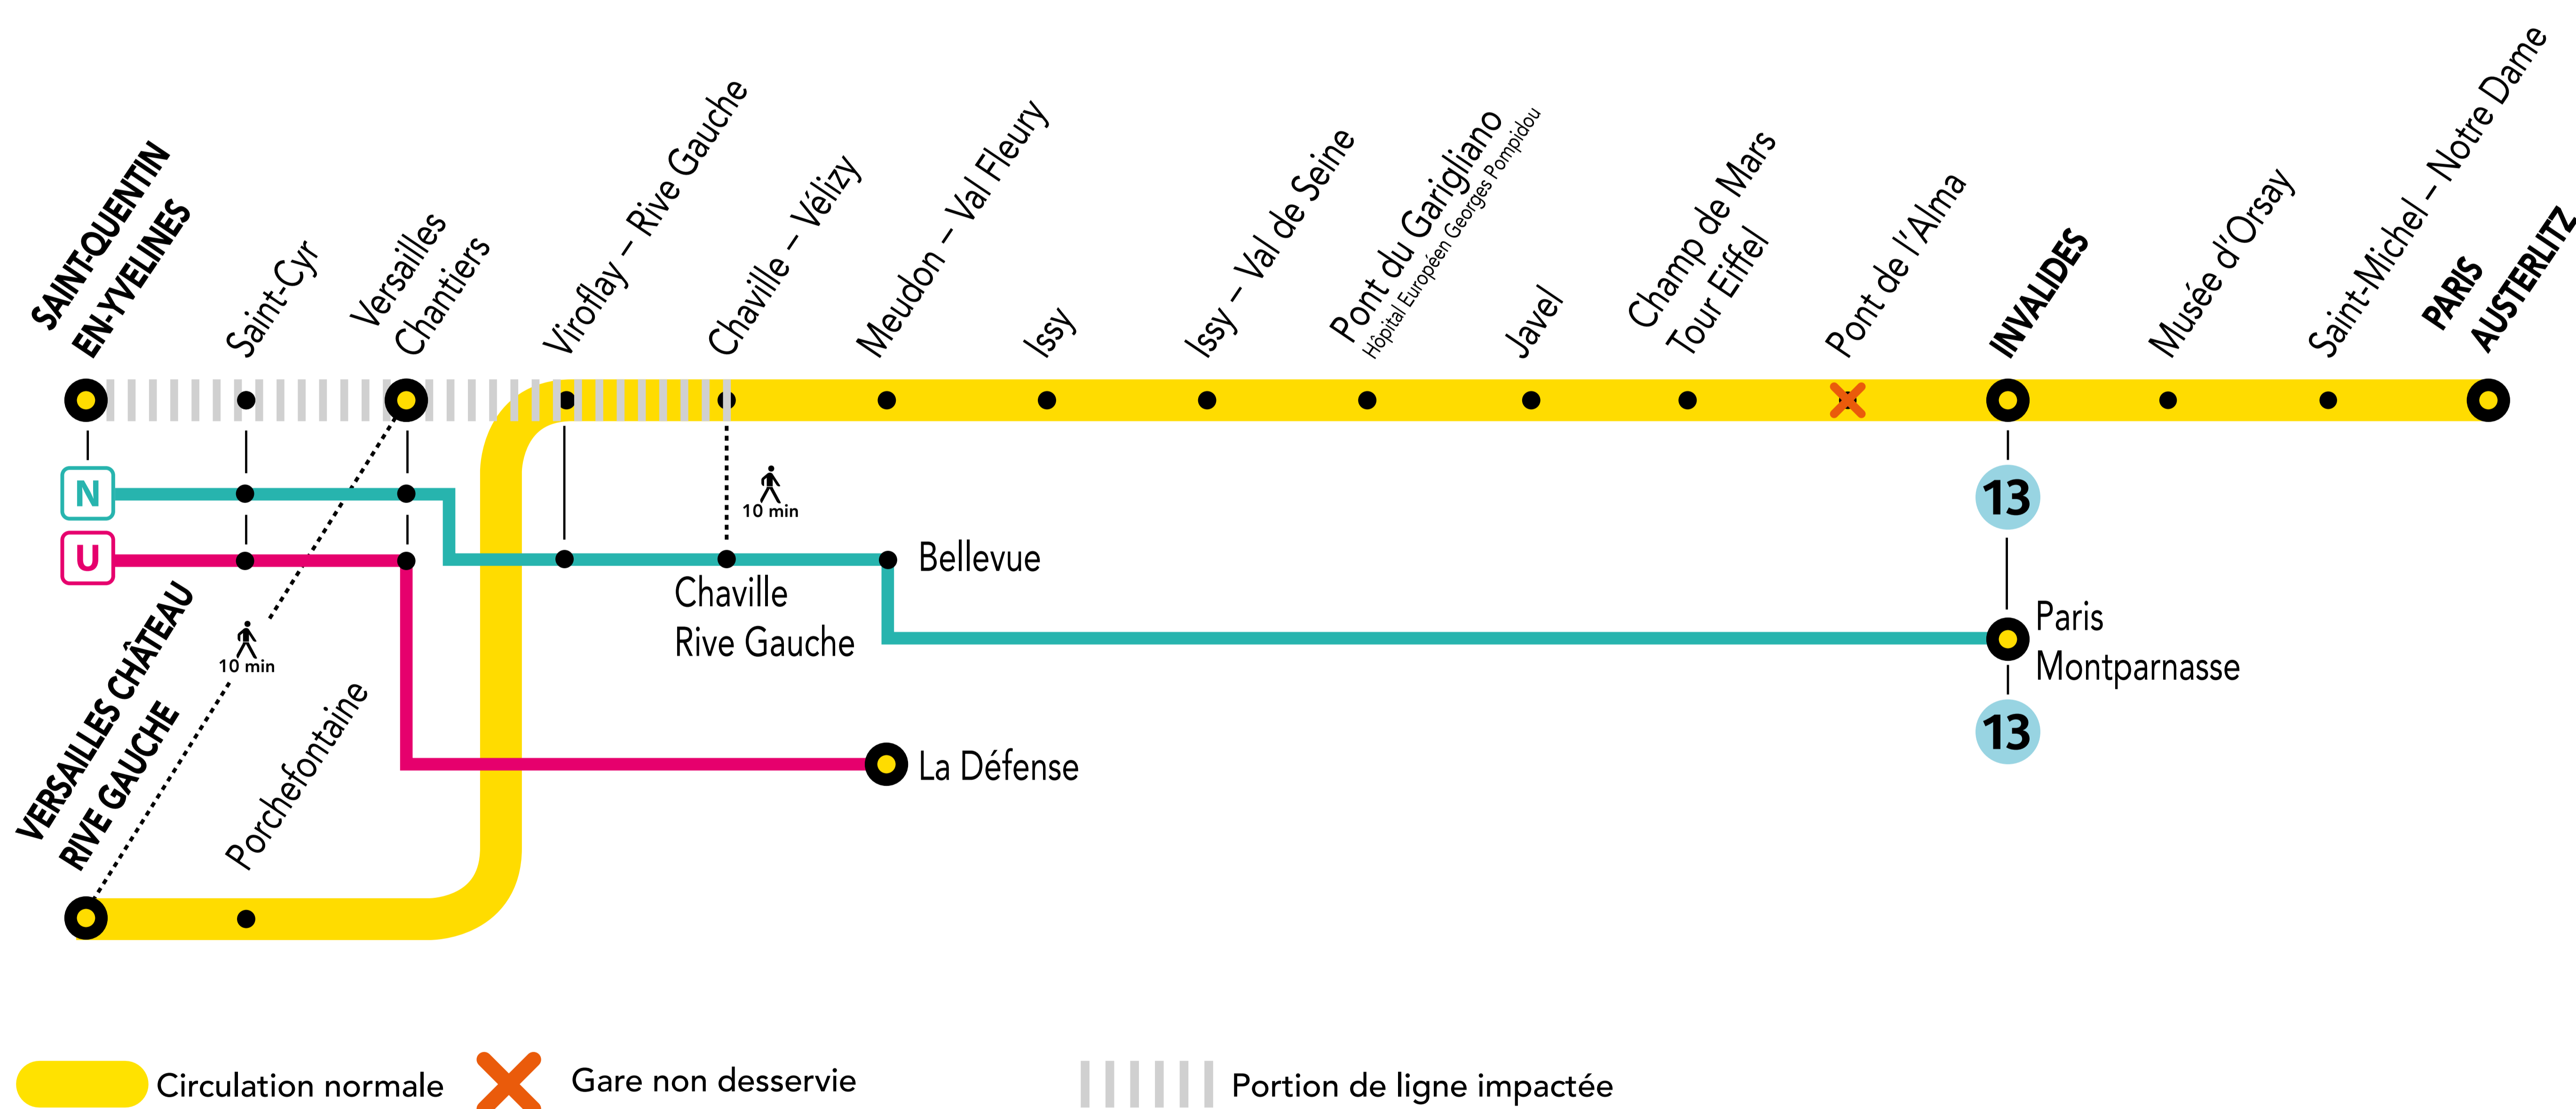 SAINT-QUENTIN
EN-YVELINES
Saint-Cyr
Versailles
Chantiers
Viroflay – Rive Gauche
Chaville – Vélizy
Meudon – Val Fleury
Issy
Issy – Val de Seine
Pont du Garigliano
Hôpital Européen Georges Pompidou
Javel
Champ de Mars
Tour Eiffel
Pont de l'Alma
INVALIDES
Musée d'Orsay
Saint-Michel – Notre Dame
PARIS
AUSTERLITZ
N
U
10 min
13
Bellevue
Chaville
Rive Gauche
Paris
Montparnasse
13
10 min
VERSAILLES CHÂTEAU
RIVE GAUCHE
Porchefontaine
La Défense
Circulation normale
Gare non desservie
Portion de ligne impactée